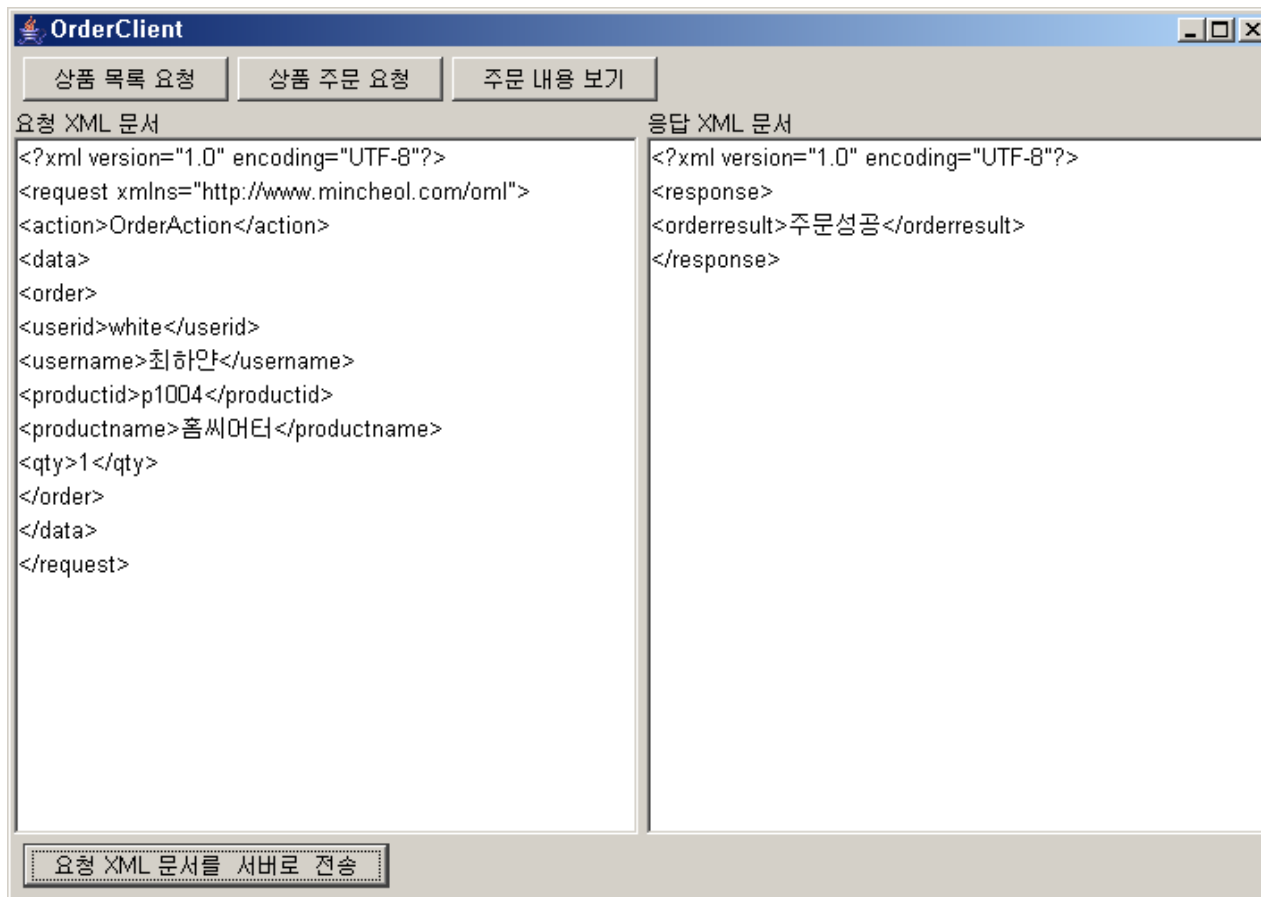 OrderClient
상품 목록 요청
상품 주문 요청
주문 내용 보기
요청 XML 문서
<?xml version="1.0" encoding="UTF-8"?>
<request xmlns="http://www.mincheol.com/oml">
<action>OrderAction</action>
<data>
<order>
<userid>white</userid>
<username>최하얀</username>
<productid>p1004</productid>
<productname>홈씨어터</productname>
<qty>1</qty>
</order>
</data>
</request>
응답 XML 문서
<?xml version="1.0" encoding="UTF-8"?>
<response>
<orderresult>주문성공</orderresult>
</response>
요청 XML 문서를 서버로 전송